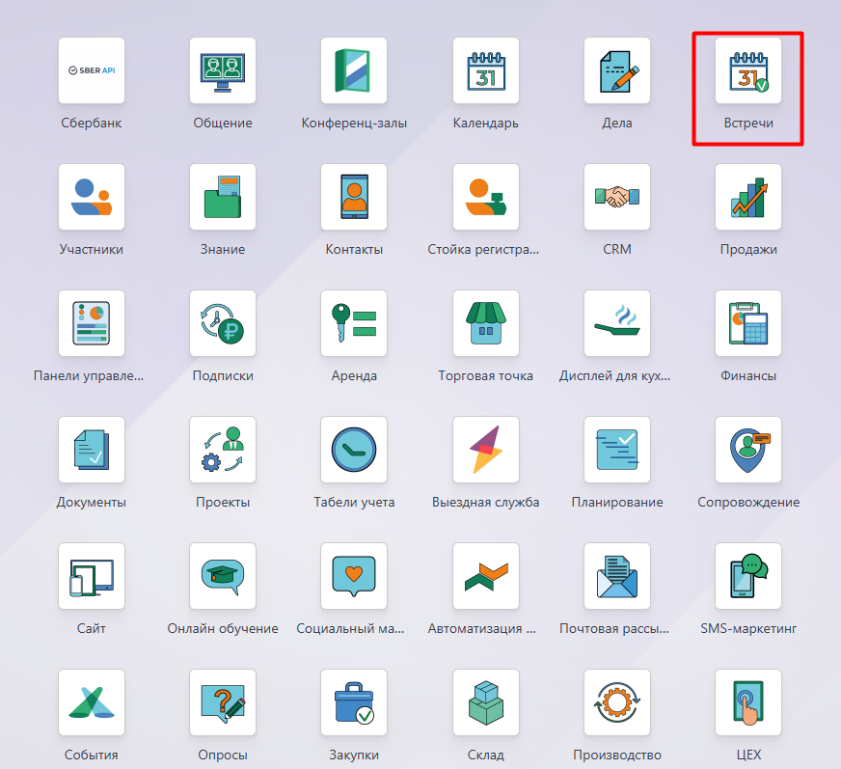 SBER API
31
31
Сбербанк
Общение
Конференц-залы
Календарь
Дела
Встречи
Участники
Знание
Контакты
Стойка регистра...
CRM
Продажи
Панели управле...
Подписки
Аренда
Торговая точка
Дисплей для кух...
Финансы
Документы
Проекты
Табели учета
Выездная служба
Планирование
Сопровождение
Сайт
Онлайн обучение
Социальный ма...
Автоматизация ...
Почтовая рассы...
SMS-маркетинг
События
Опросы
Закупки
Склад
Производство
ЦЕХ